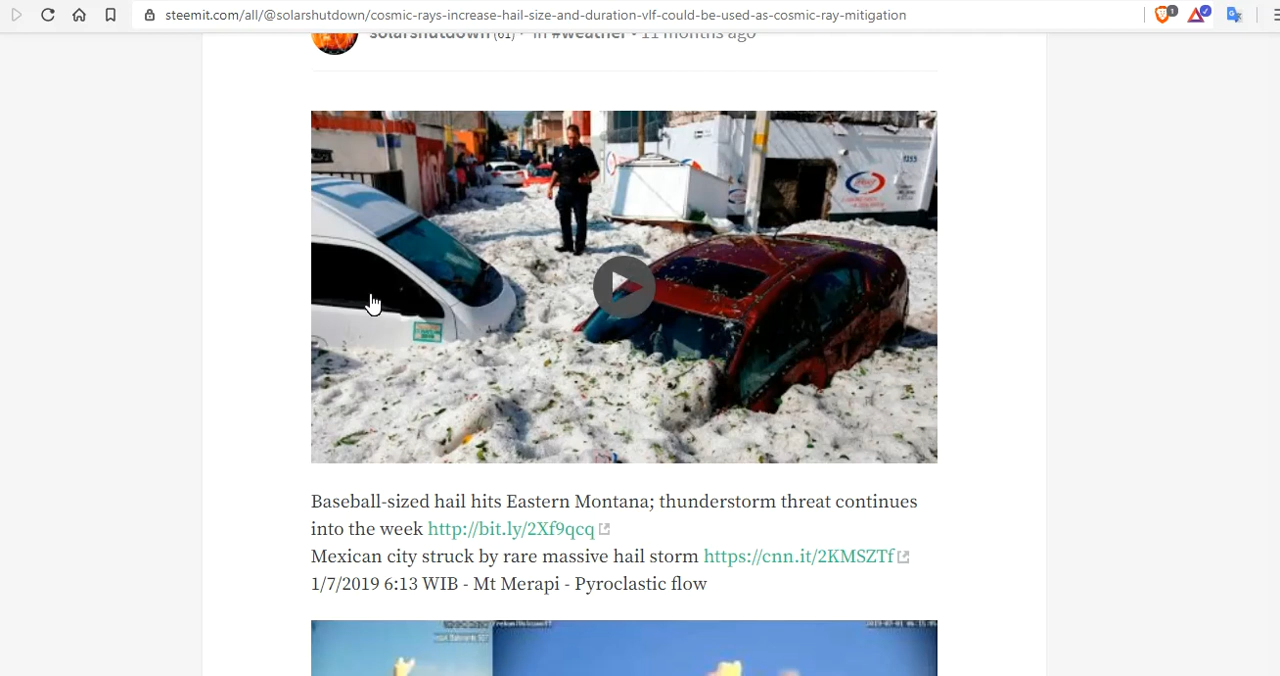 steemit.com/all/@solarshutdown/cosmic-rays-increase-hail-size-and-duration-vlf-could-be-used-as-cosmic-ray-mitigation
1
solarshutdown (61) · in #weather • 11 months ago
1233
Baseball-sized hail hits Eastern Montana; thunderstorm threat continues
into the week http://bit.ly/2Xf9qcq
Mexican city struck by rare massive hail storm https://cnn.it/2KMSZTf
1/7/2019 6:13 WIB - Mt Merapi - Pyroclastic flow